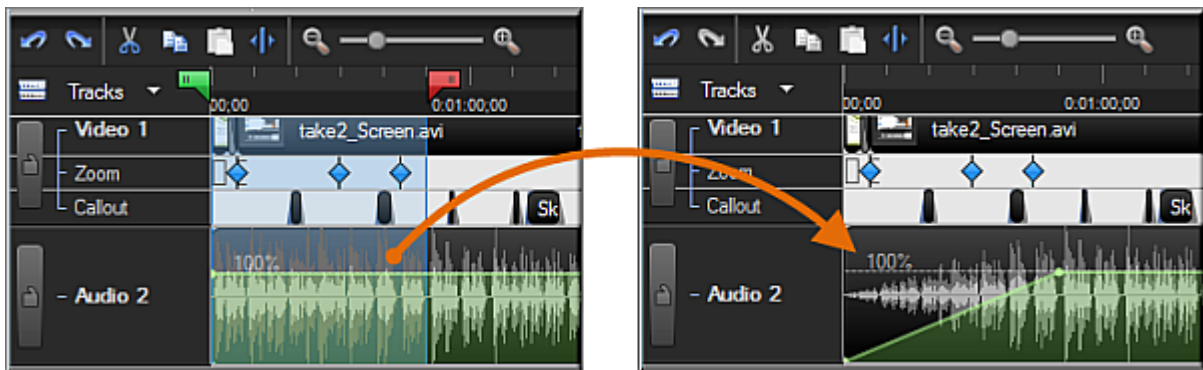 Tracks
00;00 0:01:00;00
Video 1 take2_Screen.avi
Zoom
Callout Sk
100%
Audio 2
Tracks
00;00 0:01:00;00
Video 1 take2_Screen.avi
Zoom
Callout Sk
100%
Audio 2